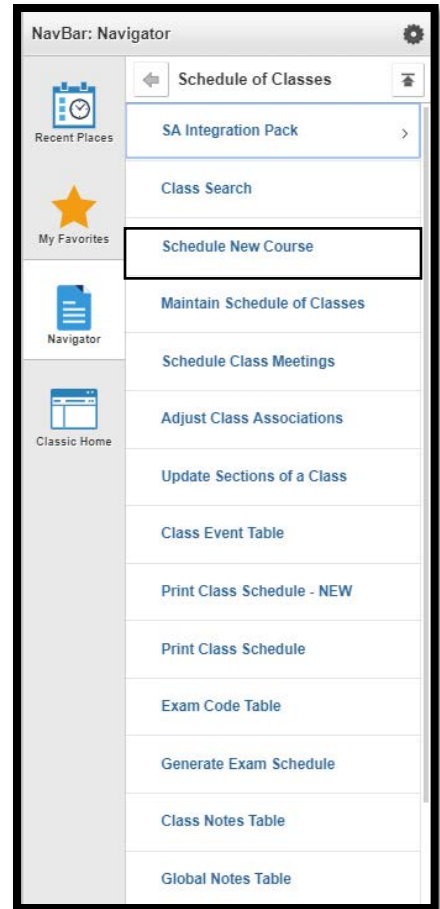 NavBar: Navigator
Schedule of Classes
Recent Places
My Favorites
Navigator
Classic Home
SA Integration Pack
Class Search
Schedule New Course
Maintain Schedule of Classes
Schedule Class Meetings
Adjust Class Associations
Update Sections of a Class
Class Event Table
Print Class Schedule - NEW
Print Class Schedule
Exam Code Table
Generate Exam Schedule
Class Notes Table
Global Notes Table